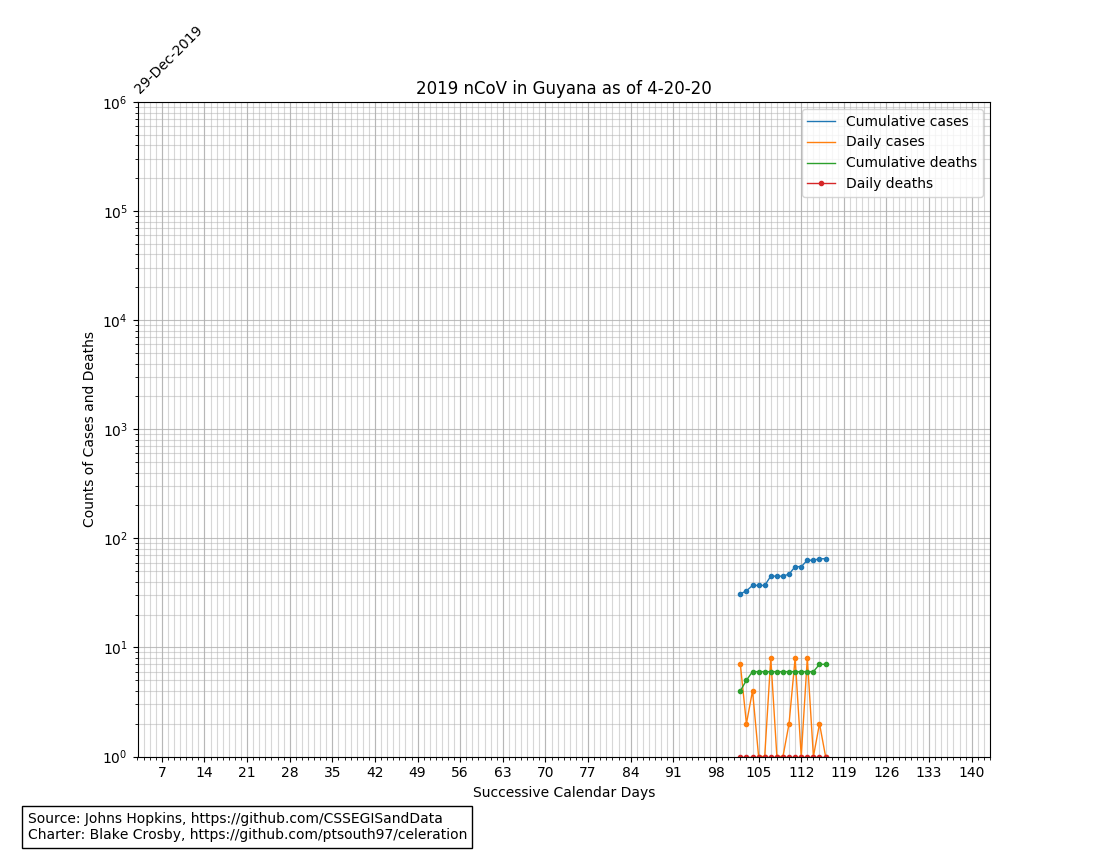 29-Dec-2019
2019 nCoV in Guyana as of 4-20-20
Cumulative cases
Daily cases
Cumulative deaths
Daily deaths
10^6
10^5
10^4
10^3
10^2
10^1
10^0
Counts of Cases and Deaths
7 14 21 28 35 42 49 56 63 70 77 84 91 98 105 112 119 126 133 140
Successive Calendar Days
Source: Johns Hopkins, https://github.com/CSSEGISandData
Charter: Blake Crosby, https://github.com/ptsouth97/celeration